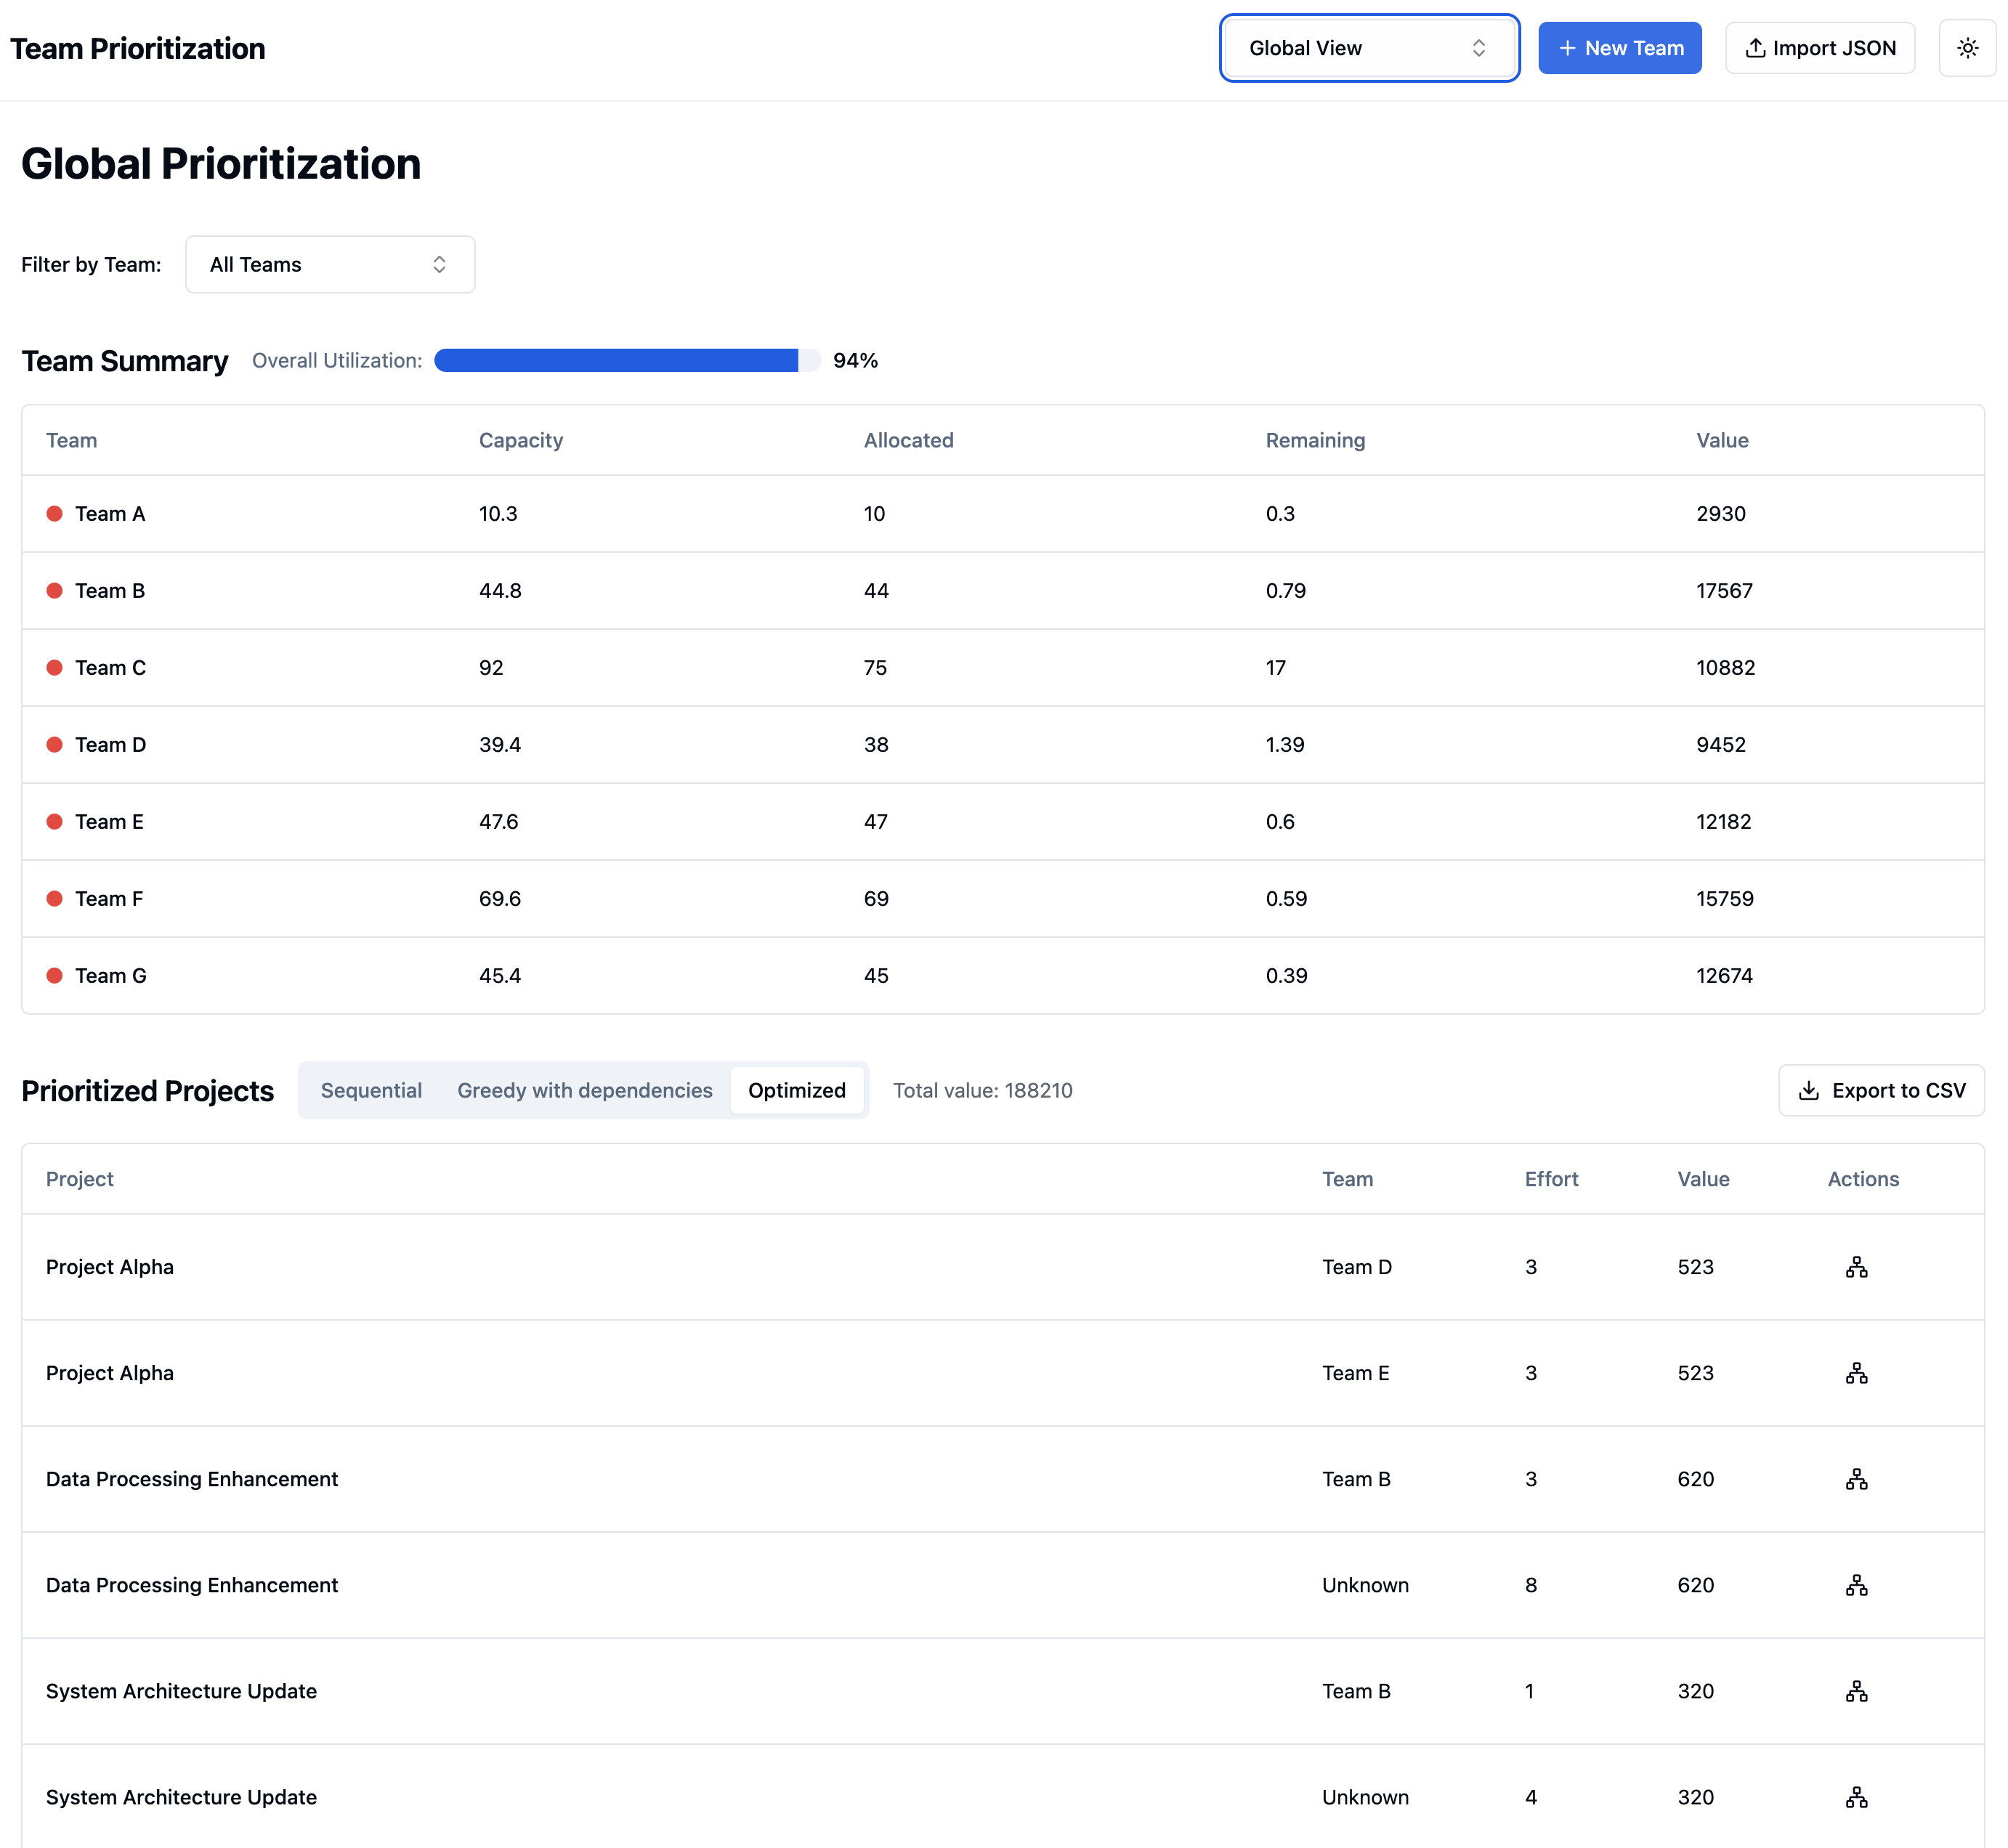 Team Prioritization Global View New Team Import JSON
Global Prioritization
Filter by Team: All Teams
Team Summary Overall Utilization: 94%
Team Capacity Allocated Remaining Value
Team A 10.3 10 0.3 2930
Team B 44.8 44 0.79 17567
Team C 92 75 17 10882
Team D 39.4 38 1.39 9452
Team E 47.6 47 0.6 12182
Team F 69.6 69 0.59 15759
Team G 45.4 45 0.39 12674
Prioritized Projects Sequential Greedy with dependencies Optimized Total value: 188210 Export to CSV
Project Team Effort Value Actions
Project Alpha Team D 3 523
Project Alpha Team E 3 523
Data Processing Enhancement Team B 3 620
Data Processing Enhancement Unknown 8 620
System Architecture Update Team B 1 320
System Architecture Update Unknown 4 320